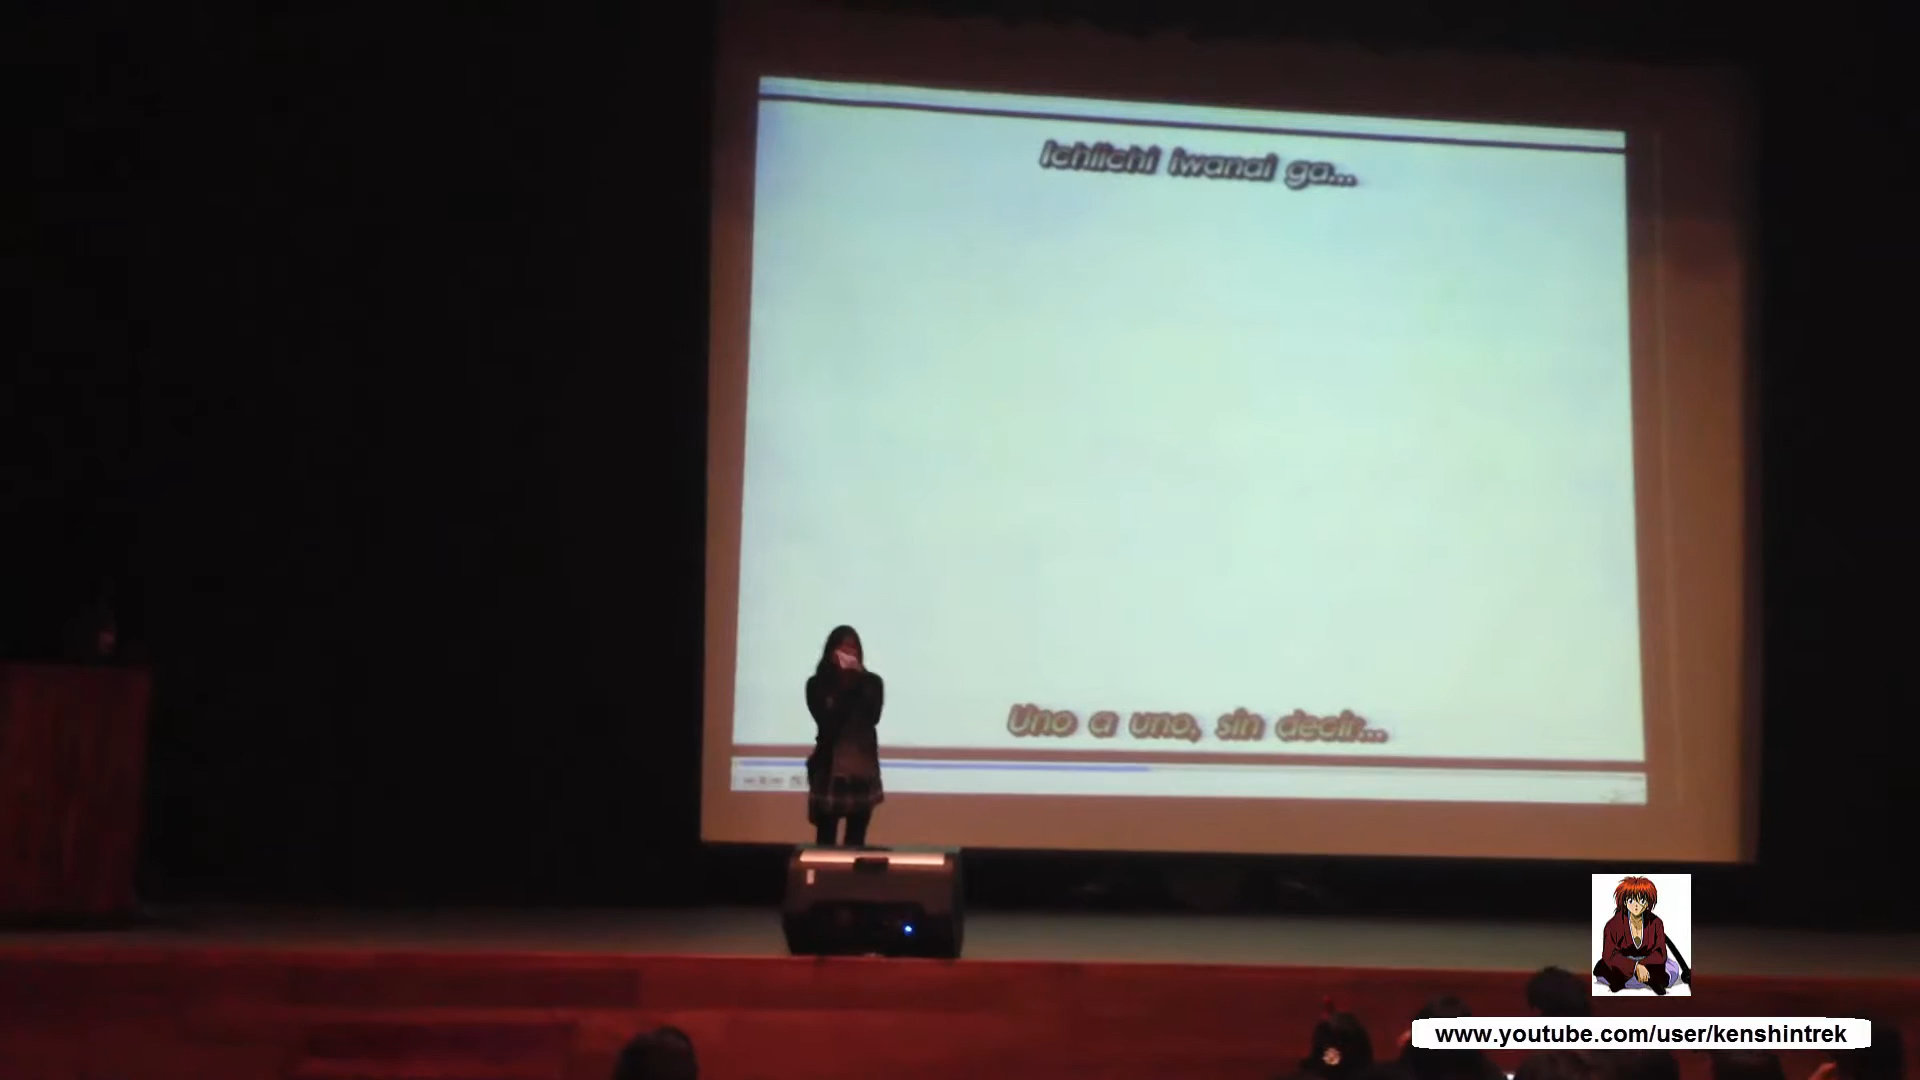 Ichiichi iwanai ga...
Uno a uno, sin decir...
www.youtube.com/user/kenshintrek